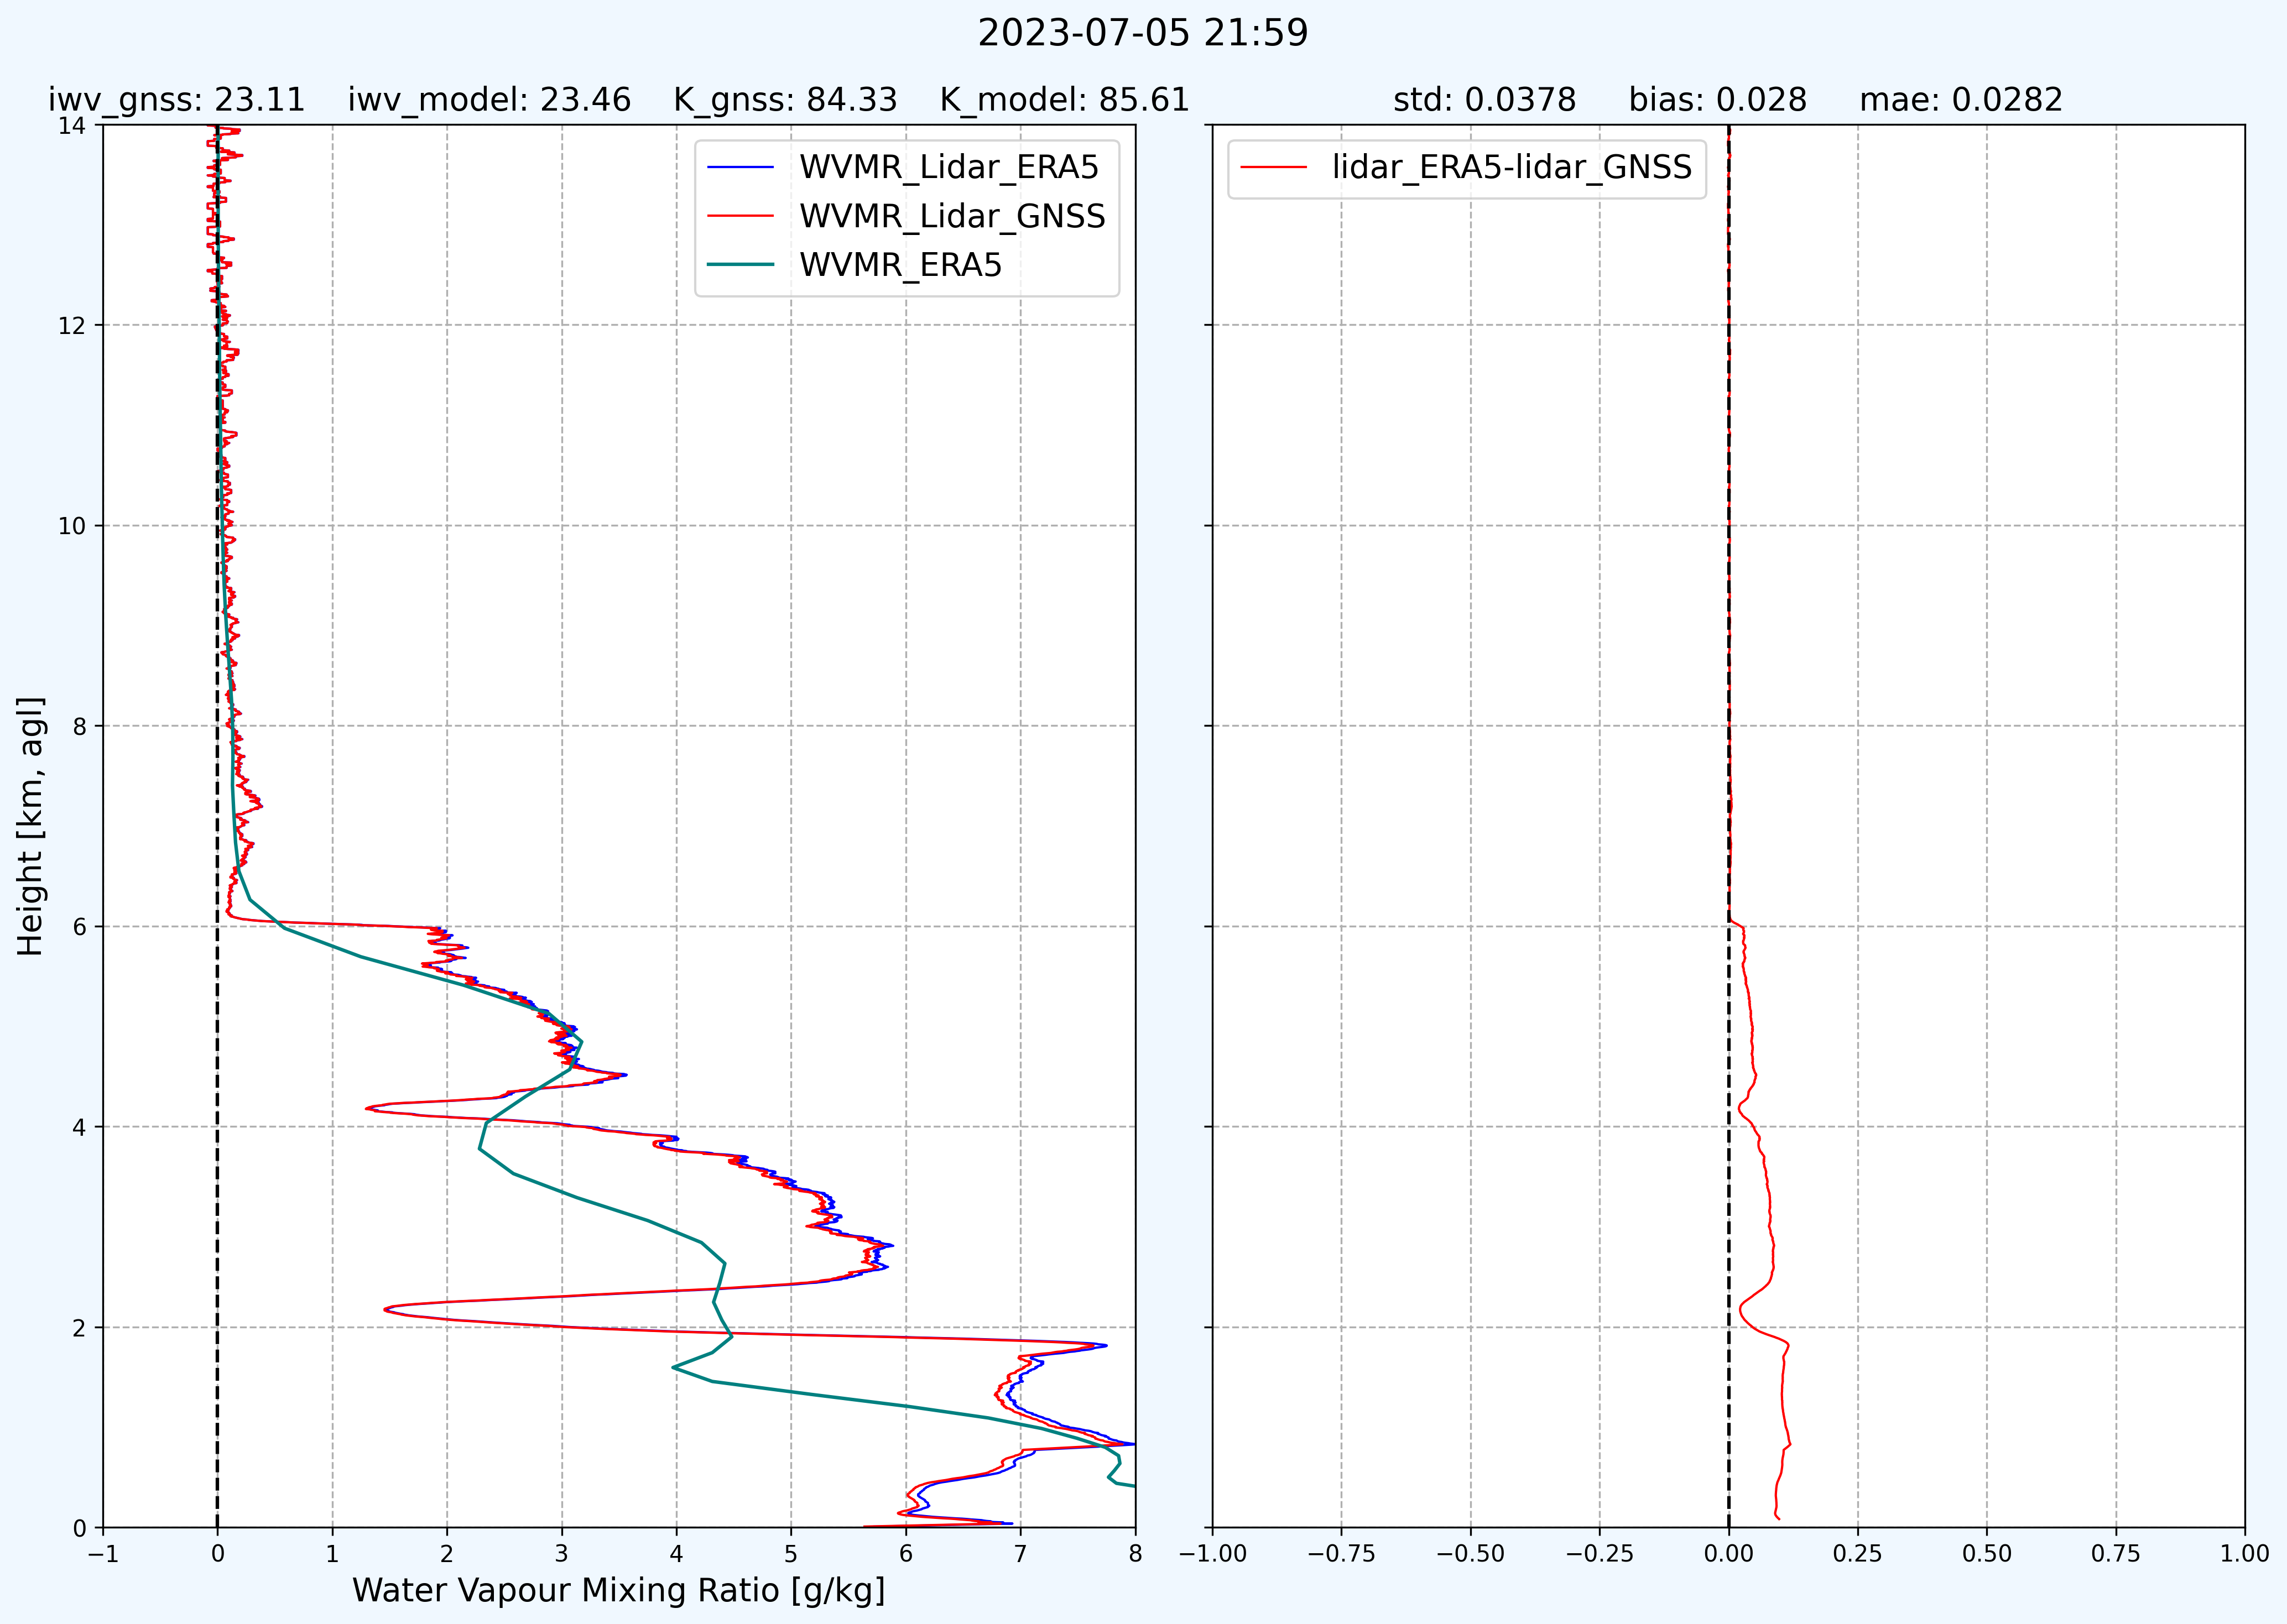 2023-07-05 21:59
iwv_gnss: 23.11 iwv_model: 23.46 K_gnss: 84.33 K_model: 85.61
std: 0.0378 bias: 0.028 mae: 0.0282
WVMR_Lidar_ERA5
WVMR_Lidar_GNSS
WVMR_ERA5
lidar_ERA5-lidar_GNSS
14
12
10
8
6
4
2
0
Height [km, agl]
−1 0 1 2 3 4 5 6 7 8
−1.00 −0.75 −0.50 −0.25 0.00 0.25 0.50 0.75 1.00
Water Vapour Mixing Ratio [g/kg]